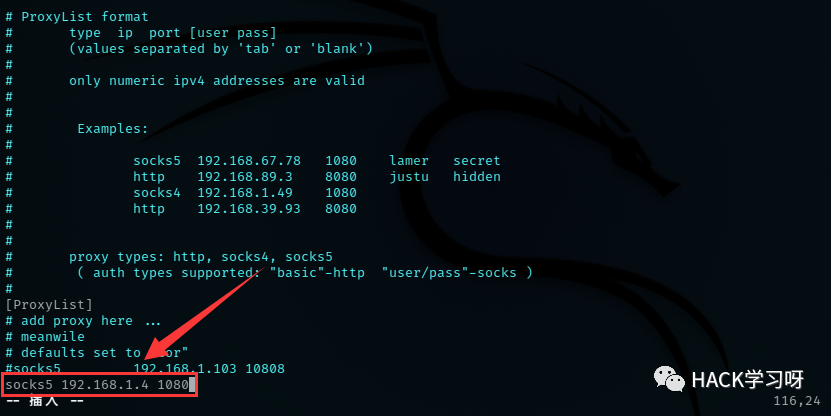 # ProxyList format
#       type  ip  port [user pass]
#       (values separated by 'tab' or 'blank')
#
#       only numeric ipv4 addresses are valid
#
#
#        Examples:
#
#               socks5  192.168.67.78   1080    lamer   secret
#               http    192.168.89.3    8080    justu   hidden
#               socks4  192.168.1.49    1080
#               http    192.168.39.93   8080
#
#
#       proxy types: http, socks4, socks5
#        ( auth types supported: "basic"-http  "user/pass"-socks )
#
[ProxyList]
# add proxy here ...
# meanwile
# defaults set to
#socks5         192.168.1.103 10808
socks5 192.168.1.4 1080
-- 插入 --
116,24
HACK学习呀